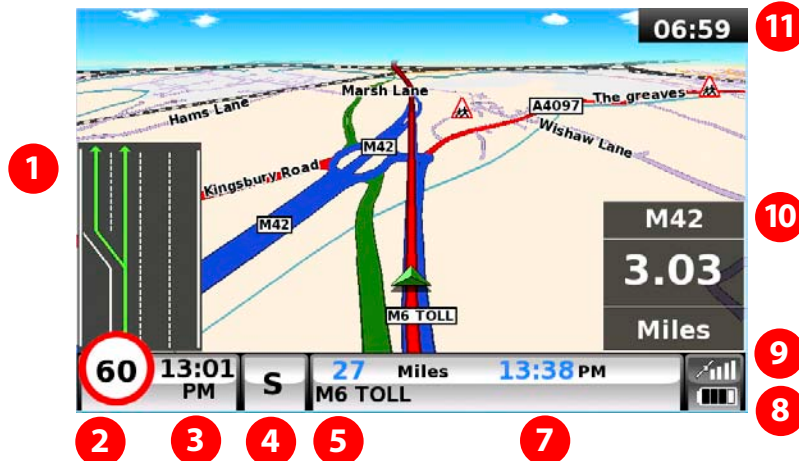 06:59
11
Marsh Lane
The greaves
A4097
Hams Lane
Wishaw Lane
M42
1
Kingsbury Road
M42
M42
10
3.03
M6 TOLL
Miles
60
13:01
PM
S
27 Miles 13:38 PM
M6 TOLL
9
8
2
3
4
5
7